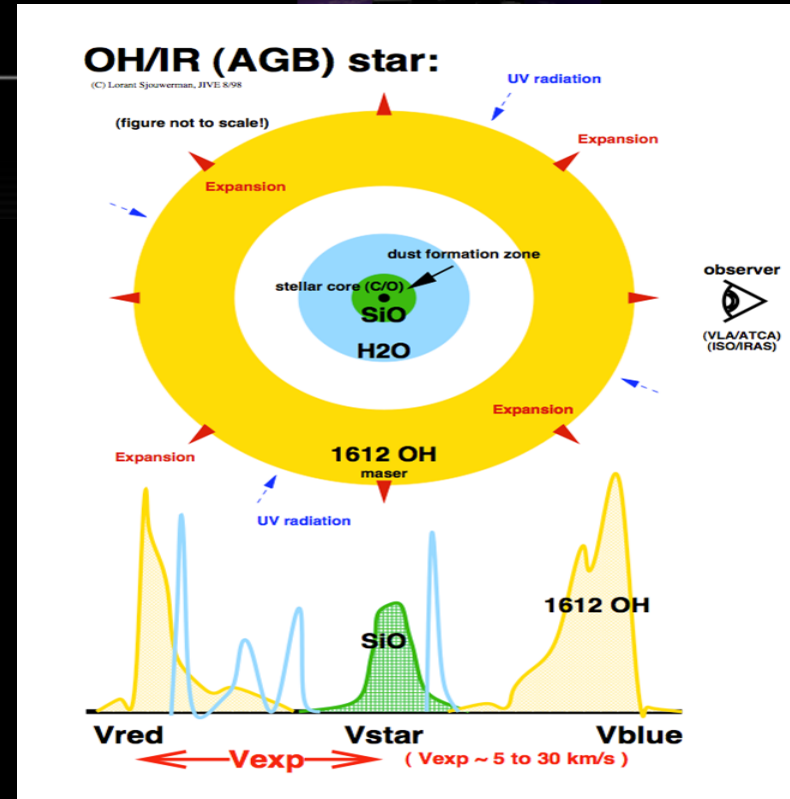 OH/IR (AGB) star:
(C) Lorant Sjouwerman, JIVE 8/98
UV radiation
(figure not to scale!)
Expansion
Expansion
dust formation zone
stellar core (C/O)
SiO
H2O
observer
(VLA/ATCA)
(ISO/IRAS)
Expansion
Expansion
1612 OH
maser
UV radiation
1612 OH
SiO
Vred
Vstar
Vblue
Vexp
( Vexp ~ 5 to 30 km/s )